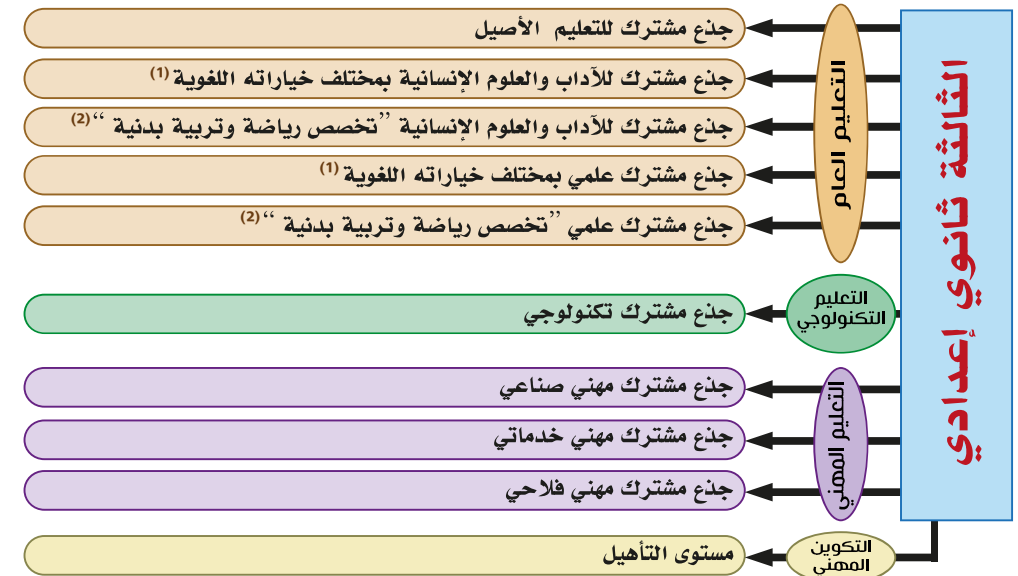 الثالثة ثانوي إعدادي
التعليم العام
جذع مشترك للتعليم الأصيل
جذع مشترك للآداب والعلوم الإنسانية بمختلف خياراته اللغوية (1)
جذع مشترك للآداب والعلوم الإنسانية ”تخصص رياضة وتربية بدنية “ (2)
جذع مشترك علمي بمختلف خياراته اللغوية (1)
جذع مشترك علمي ”تخصص رياضة وتربية بدنية “ (2)
التعليم
التكنولوجي
جذع مشترك تكنولوجي
التعليم المهني
جذع مشترك مهني صناعي
جذع مشترك مهني خدماتي
جذع مشترك مهني فلاحي
التكوين
المهني
مستوى التأهيل